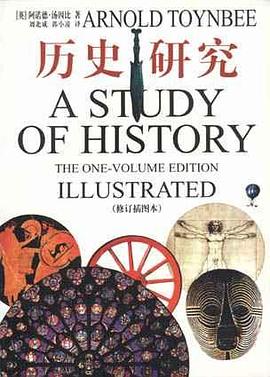 [英]阿诺德·汤因比 著
刘北成 郭小凌 译
ARNOLD TOYNBEE
历史研究
A STUDY
OF HISTORY
THE ONE-VOLUME EDITION
ILLUSTRATED
(修订插图本)